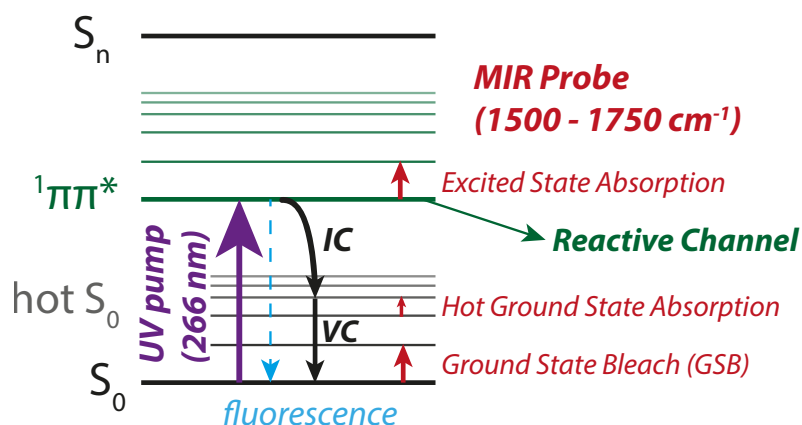 Sₙ
MIR Probe
(1500 - 1750 cm⁻¹)
¹ππ*
Excited State Absorption
Reactive Channel
UV pump
(266 nm)
IC
hot S₀
Hot Ground State Absorption
VC
Ground State Bleach (GSB)
S₀
fluorescence